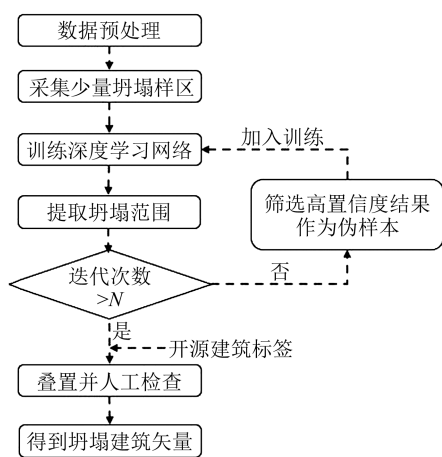 数据预处理
采集少量坍塌样区
训练深度学习网络
加入训练
提取坍塌范围
筛选高置信度结果
作为伪样本
迭代次数
>N
否
是
开源建筑标签
叠置并人工检查
得到坍塌建筑矢量